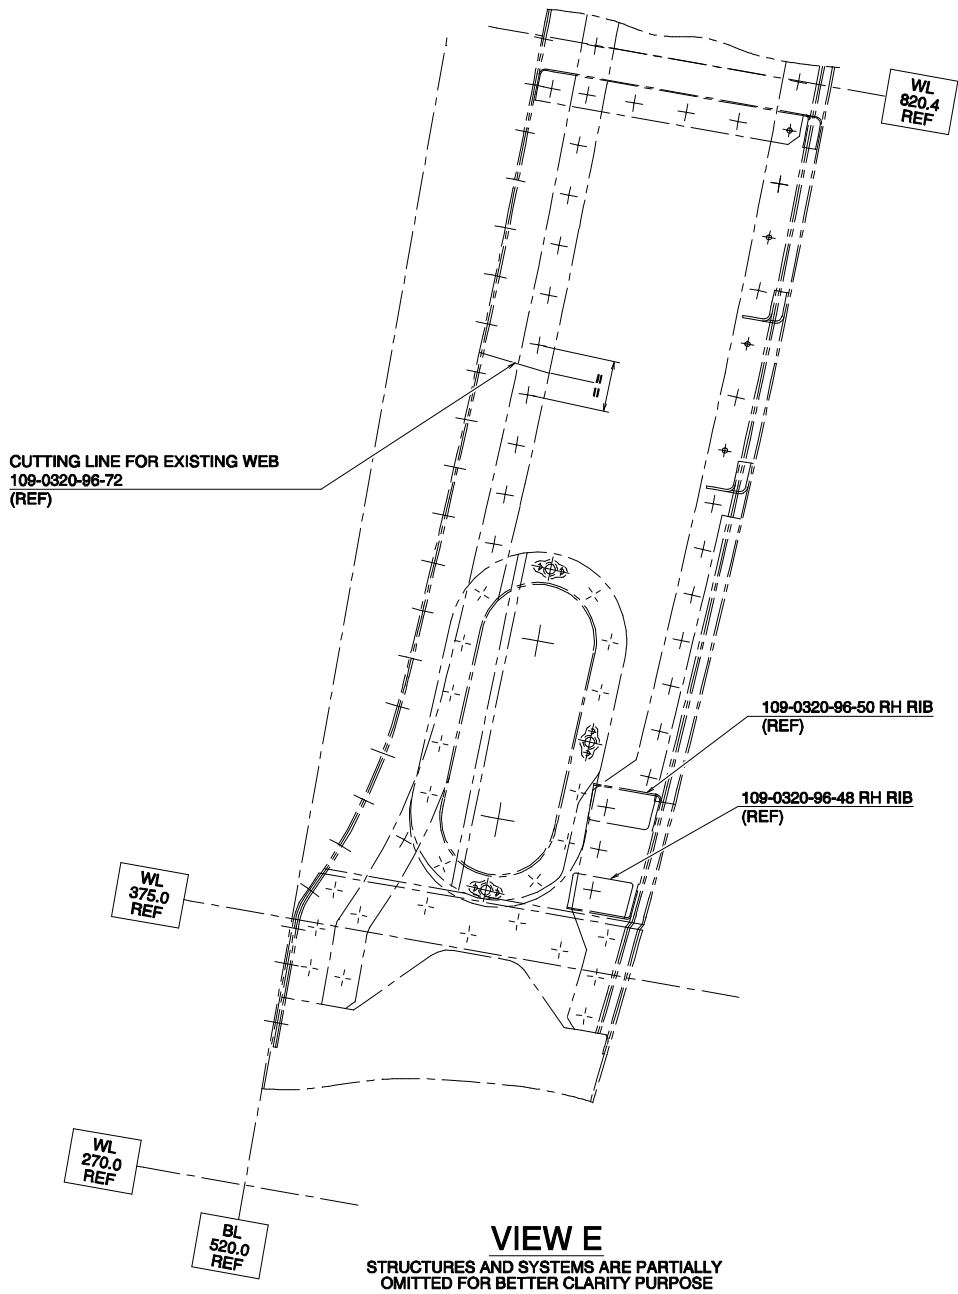 WL
820.4
REF
CUTTING LINE FOR EXISTING WEB
109-0320-96-72
(REF)
=
109-0320-96-50 RH RIB
(REF)
109-0320-96-48 RH RIB
(REF)
WL
375.0
REF
WL
270.0
REF
BL
520.0
REF
VIEW E
STRUCTURES AND SYSTEMS ARE PARTIALLY
OMITTED FOR BETTER CLARITY PURPOSE